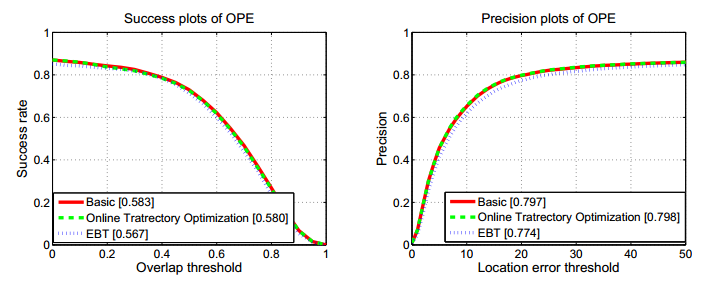 Success plots of OPE
1
0.8
0.6
0.4
0.2
0
Success rate
Basic [0.583]
Online Tratrectory Optimization [0.580]
EBT [0.567]
0 0.2 0.4 0.6 0.8 1
Overlap threshold
Precision plots of OPE
1
0.8
0.6
0.4
0.2
0
Precision
Basic [0.797]
Online Tratrectory Optimization [0.798]
EBT [0.774]
0 10 20 30 40 50
Location error threshold